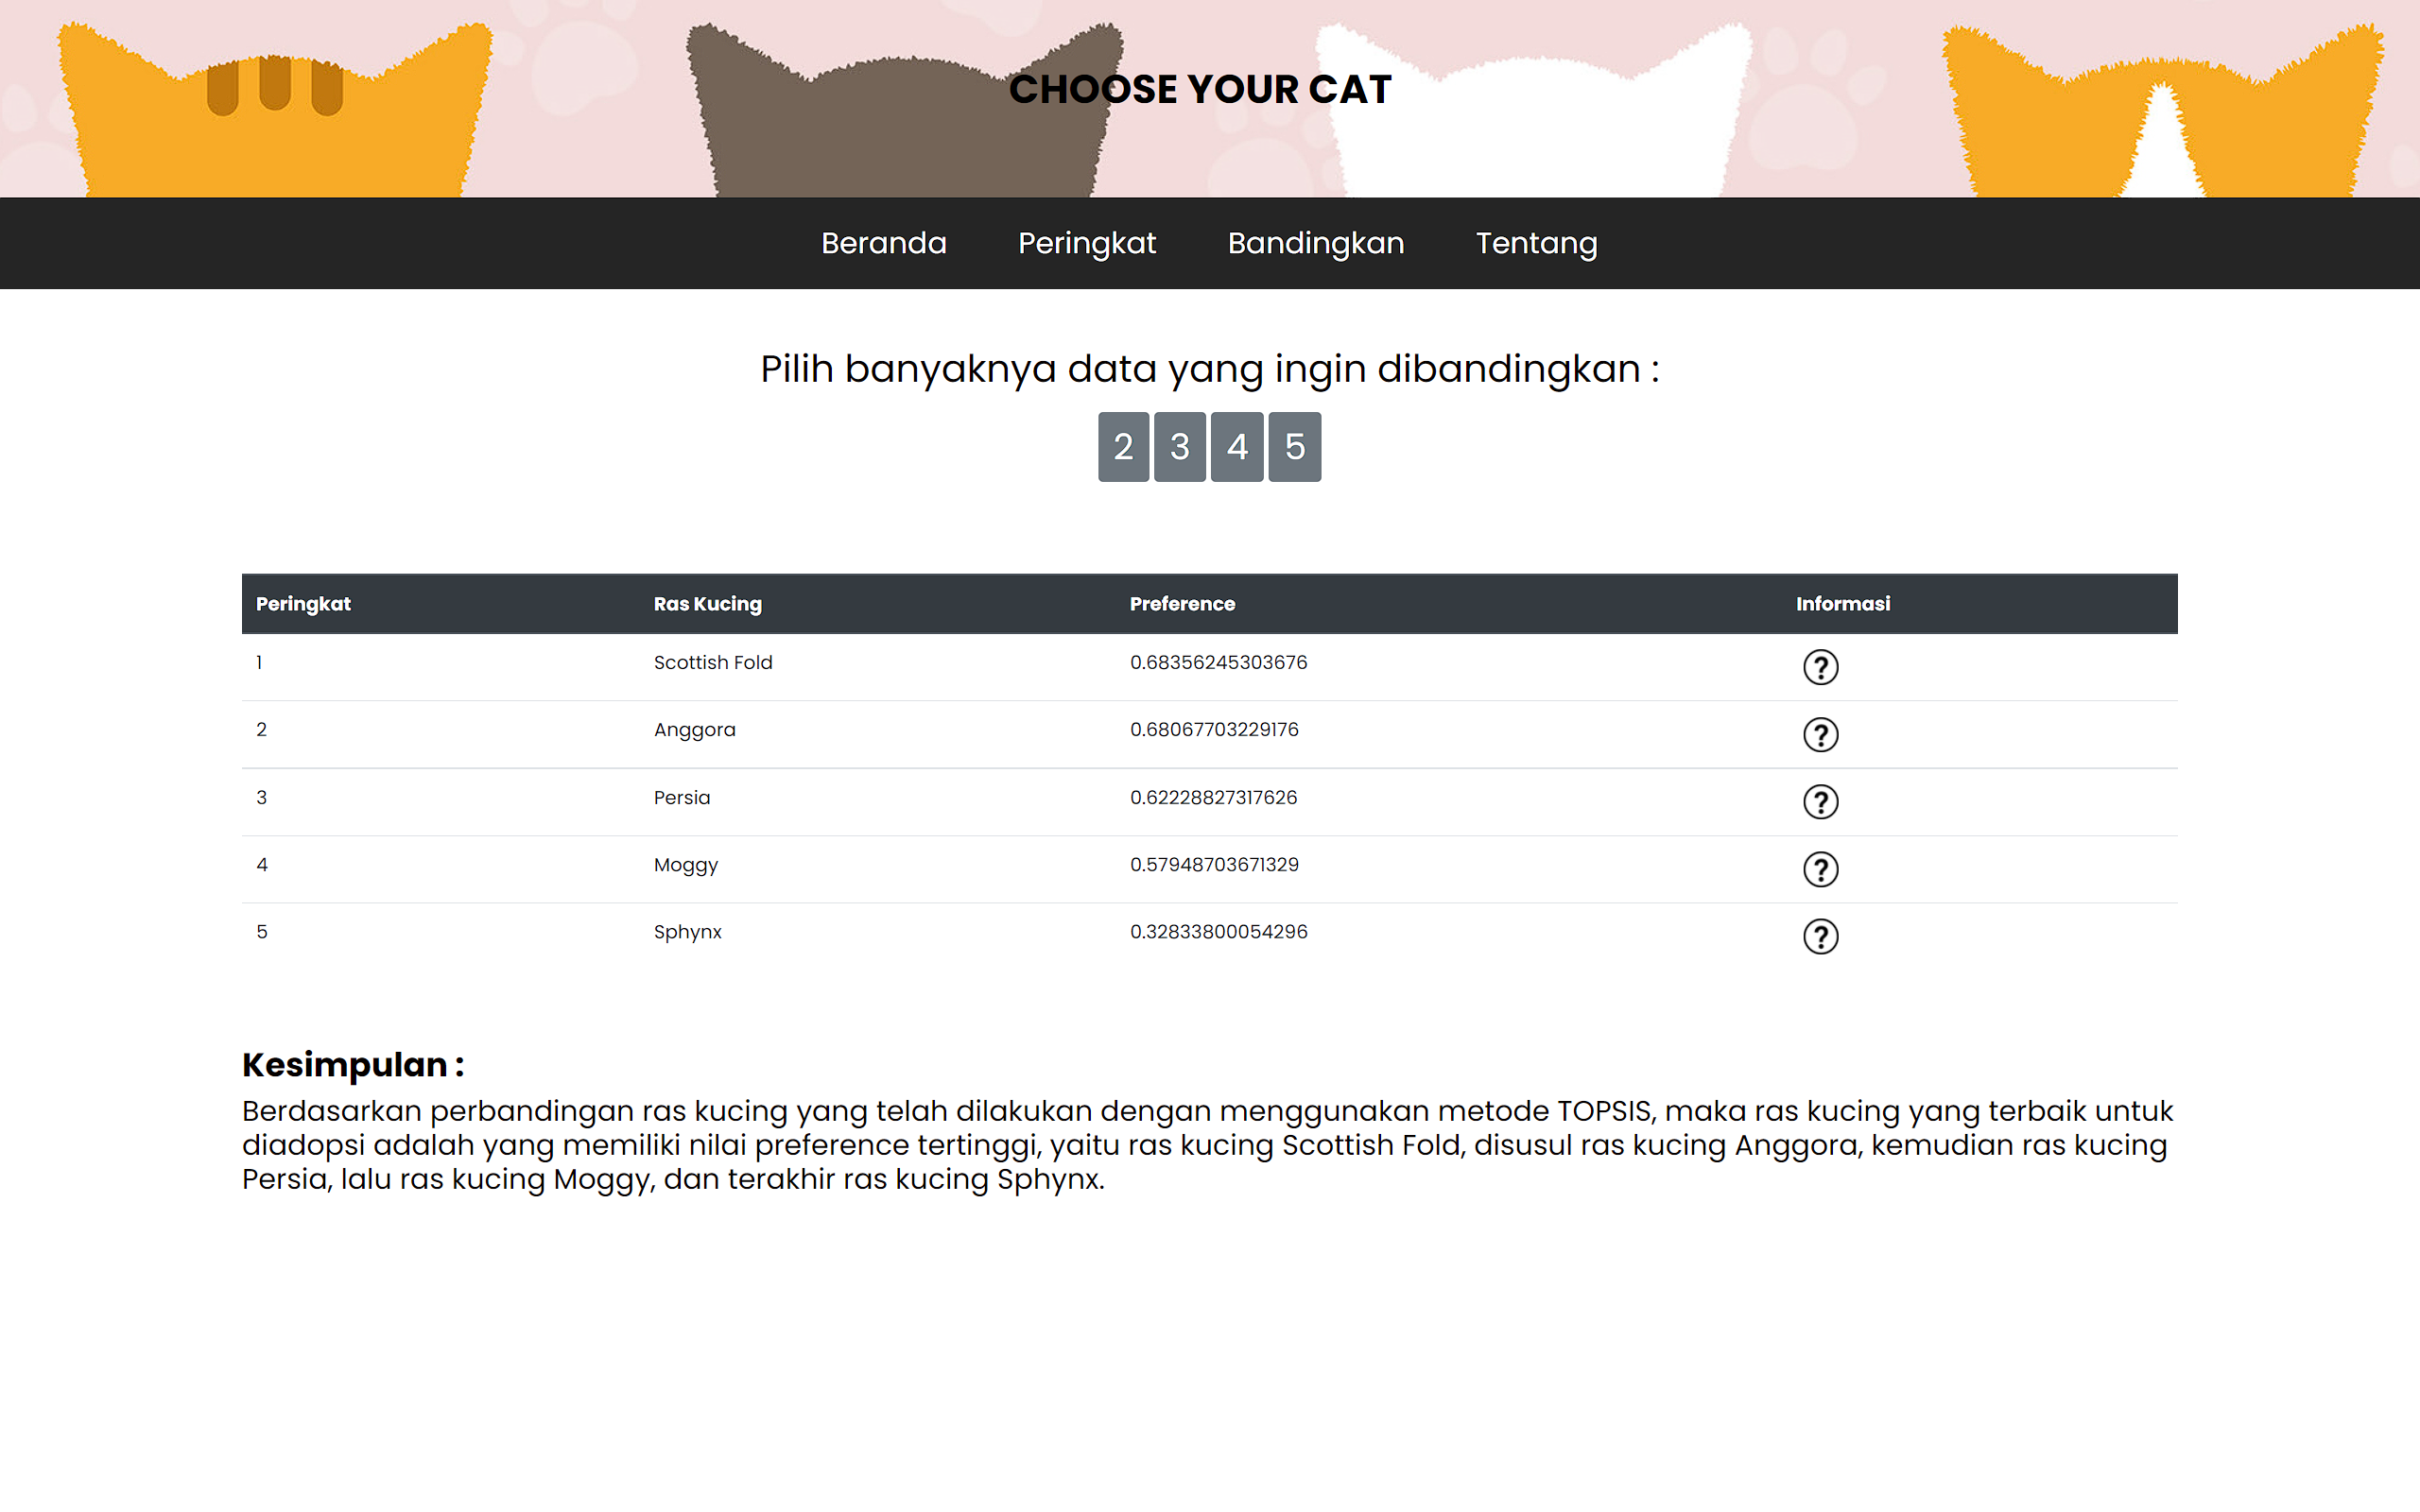 CHOOSE YOUR CAT
Beranda Peringkat Bandingkan Tentang
Pilih banyaknya data yang ingin dibandingkan :
2 3 4 5
Peringkat Ras Kucing Preference Informasi
1 Scottish Fold 0.68356245303676 ?
2 Anggora 0.68067703229176 ?
3 Persia 0.62228827317626 ?
4 Moggy 0.57948703671329 ?
5 Sphynx 0.32833800054296 ?
Kesimpulan :
Berdasarkan perbandingan ras kucing yang telah dilakukan dengan menggunakan metode TOPSIS, maka ras kucing yang terbaik untuk
diadopsi adalah yang memiliki nilai preference tertinggi, yaitu ras kucing Scottish Fold, disusul ras kucing Anggora, kemudian ras kucing
Persia, lalu ras kucing Moggy, dan terakhir ras kucing Sphynx.